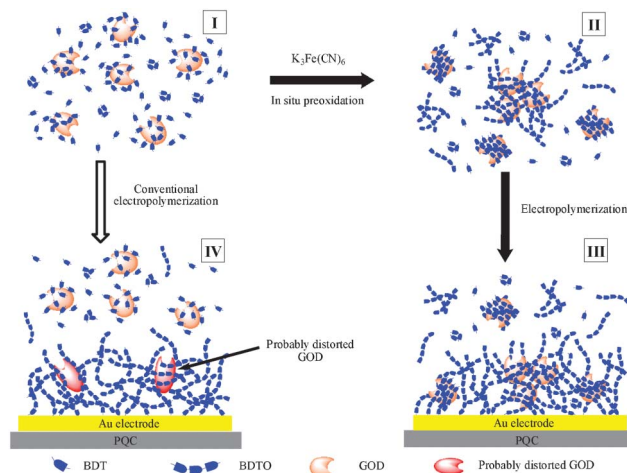 I
K₃Fe(CN)₆
In situ preoxidation
II
Conventional
electropolymerization
Electropolymerization
IV
III
Probably distorted
GOD
Au electrode
PQC
Au electrode
PQC
BDT
BDTO
GOD
Probably distorted GOD